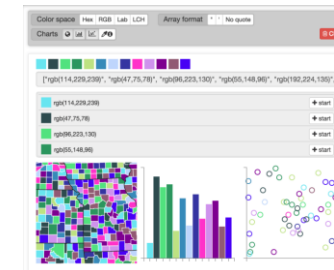 Color space Hex RGB Lab LCH Array format " ' No quote
Charts
["rgb(114,229,239)", "rgb(47,75,78)", "rgb(96,223,130)", "rgb(55,148,96)", "rgb(192,224,135)",
rgb(114,229,239) + start
rgb(47,75,78) + start
rgb(96,223,130) + start
rgb(55,148,96) + start